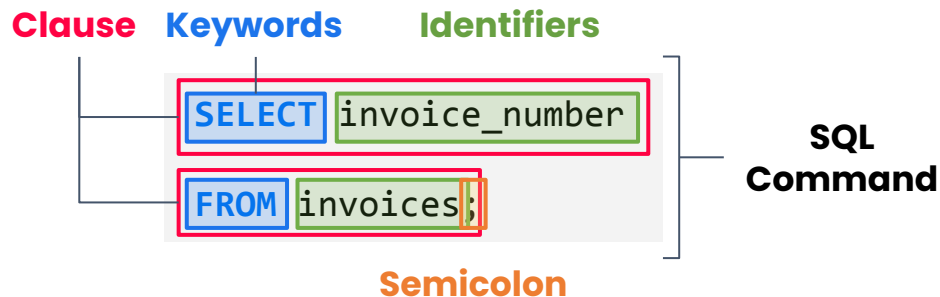 Clause Keywords Identifiers
SELECT invoice_number
FROM invoices;
SQL
Command
Semicolon